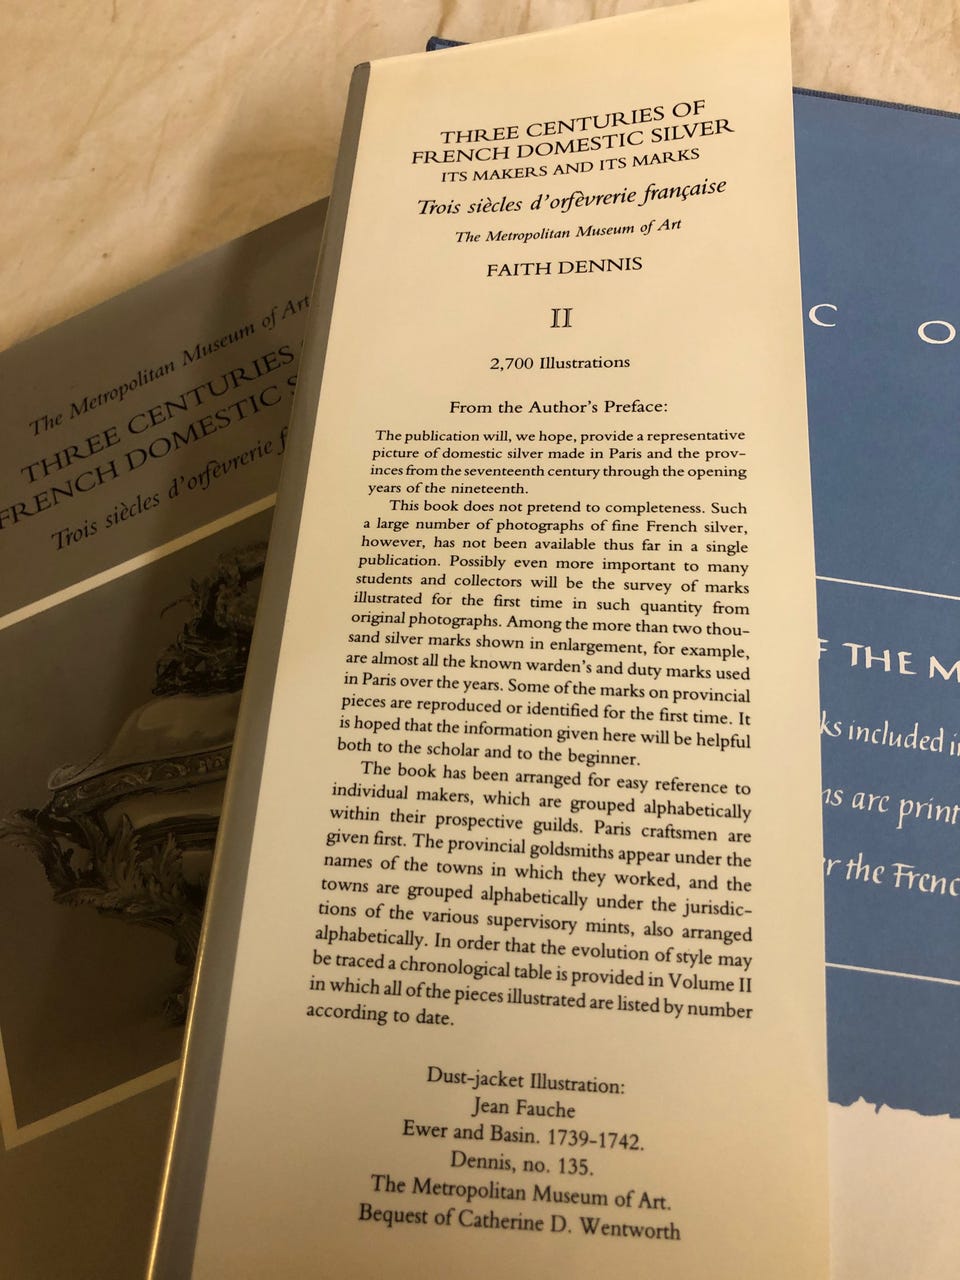 The Metropolitan Museum of Art
THREE CENTURIES
FRENCH DOMESTIC S
Trois siècles d'orfèvrerie f
THREE CENTURIES OF
FRENCH DOMESTIC SILVER
ITS MAKERS AND ITS MARKS
Trois siècles d'orfèvrerie française
The Metropolitan Museum of Art
FAITH DENNIS
II
2,700 Illustrations
From the Author's Preface:
The publication will, we hope, provide a representative
picture of domestic silver made in Paris and the prov-
inces from the seventeenth century through the opening
years of the nineteenth.
This book does not pretend to completeness. Such
a large number of photographs of fine French silver,
however, has not been available thus far in a single
publication. Possibly even more important to many
students and collectors will be the survey of marks
illustrated for the first time in such quantity from
original photographs. Among the more than two thou-
sand silver marks shown in enlargement, for example,
are almost all the known warden's and duty marks used
in Paris over the years. Some of the marks on provincial
pieces are reproduced or identified for the first time. It
is hoped that the information given here will be helpful
both to the scholar and to the beginner.
The book has been arranged for easy reference to
individual makers, which are grouped alphabetically
within their prospective guilds. Paris craftsmen are
given first. The provincial goldsmiths appear under the
names of the towns in which they worked, and the
towns are grouped alphabetically under the jurisdic-
tions of the various supervisory mints, also arranged
alphabetically. In order that the evolution of style may
be traced a chronological table is provided in Volume II
in which all of the pieces illustrated are listed by number
according to date.
Dust-jacket Illustration:
Jean Fauche
Ewer and Basin. 1739-1742.
Dennis, no. 135.
The Metropolitan Museum of Art.
Bequest of Catherine D. Wentworth
C O
F THE M
ks included i
ns are print
r the Frenc